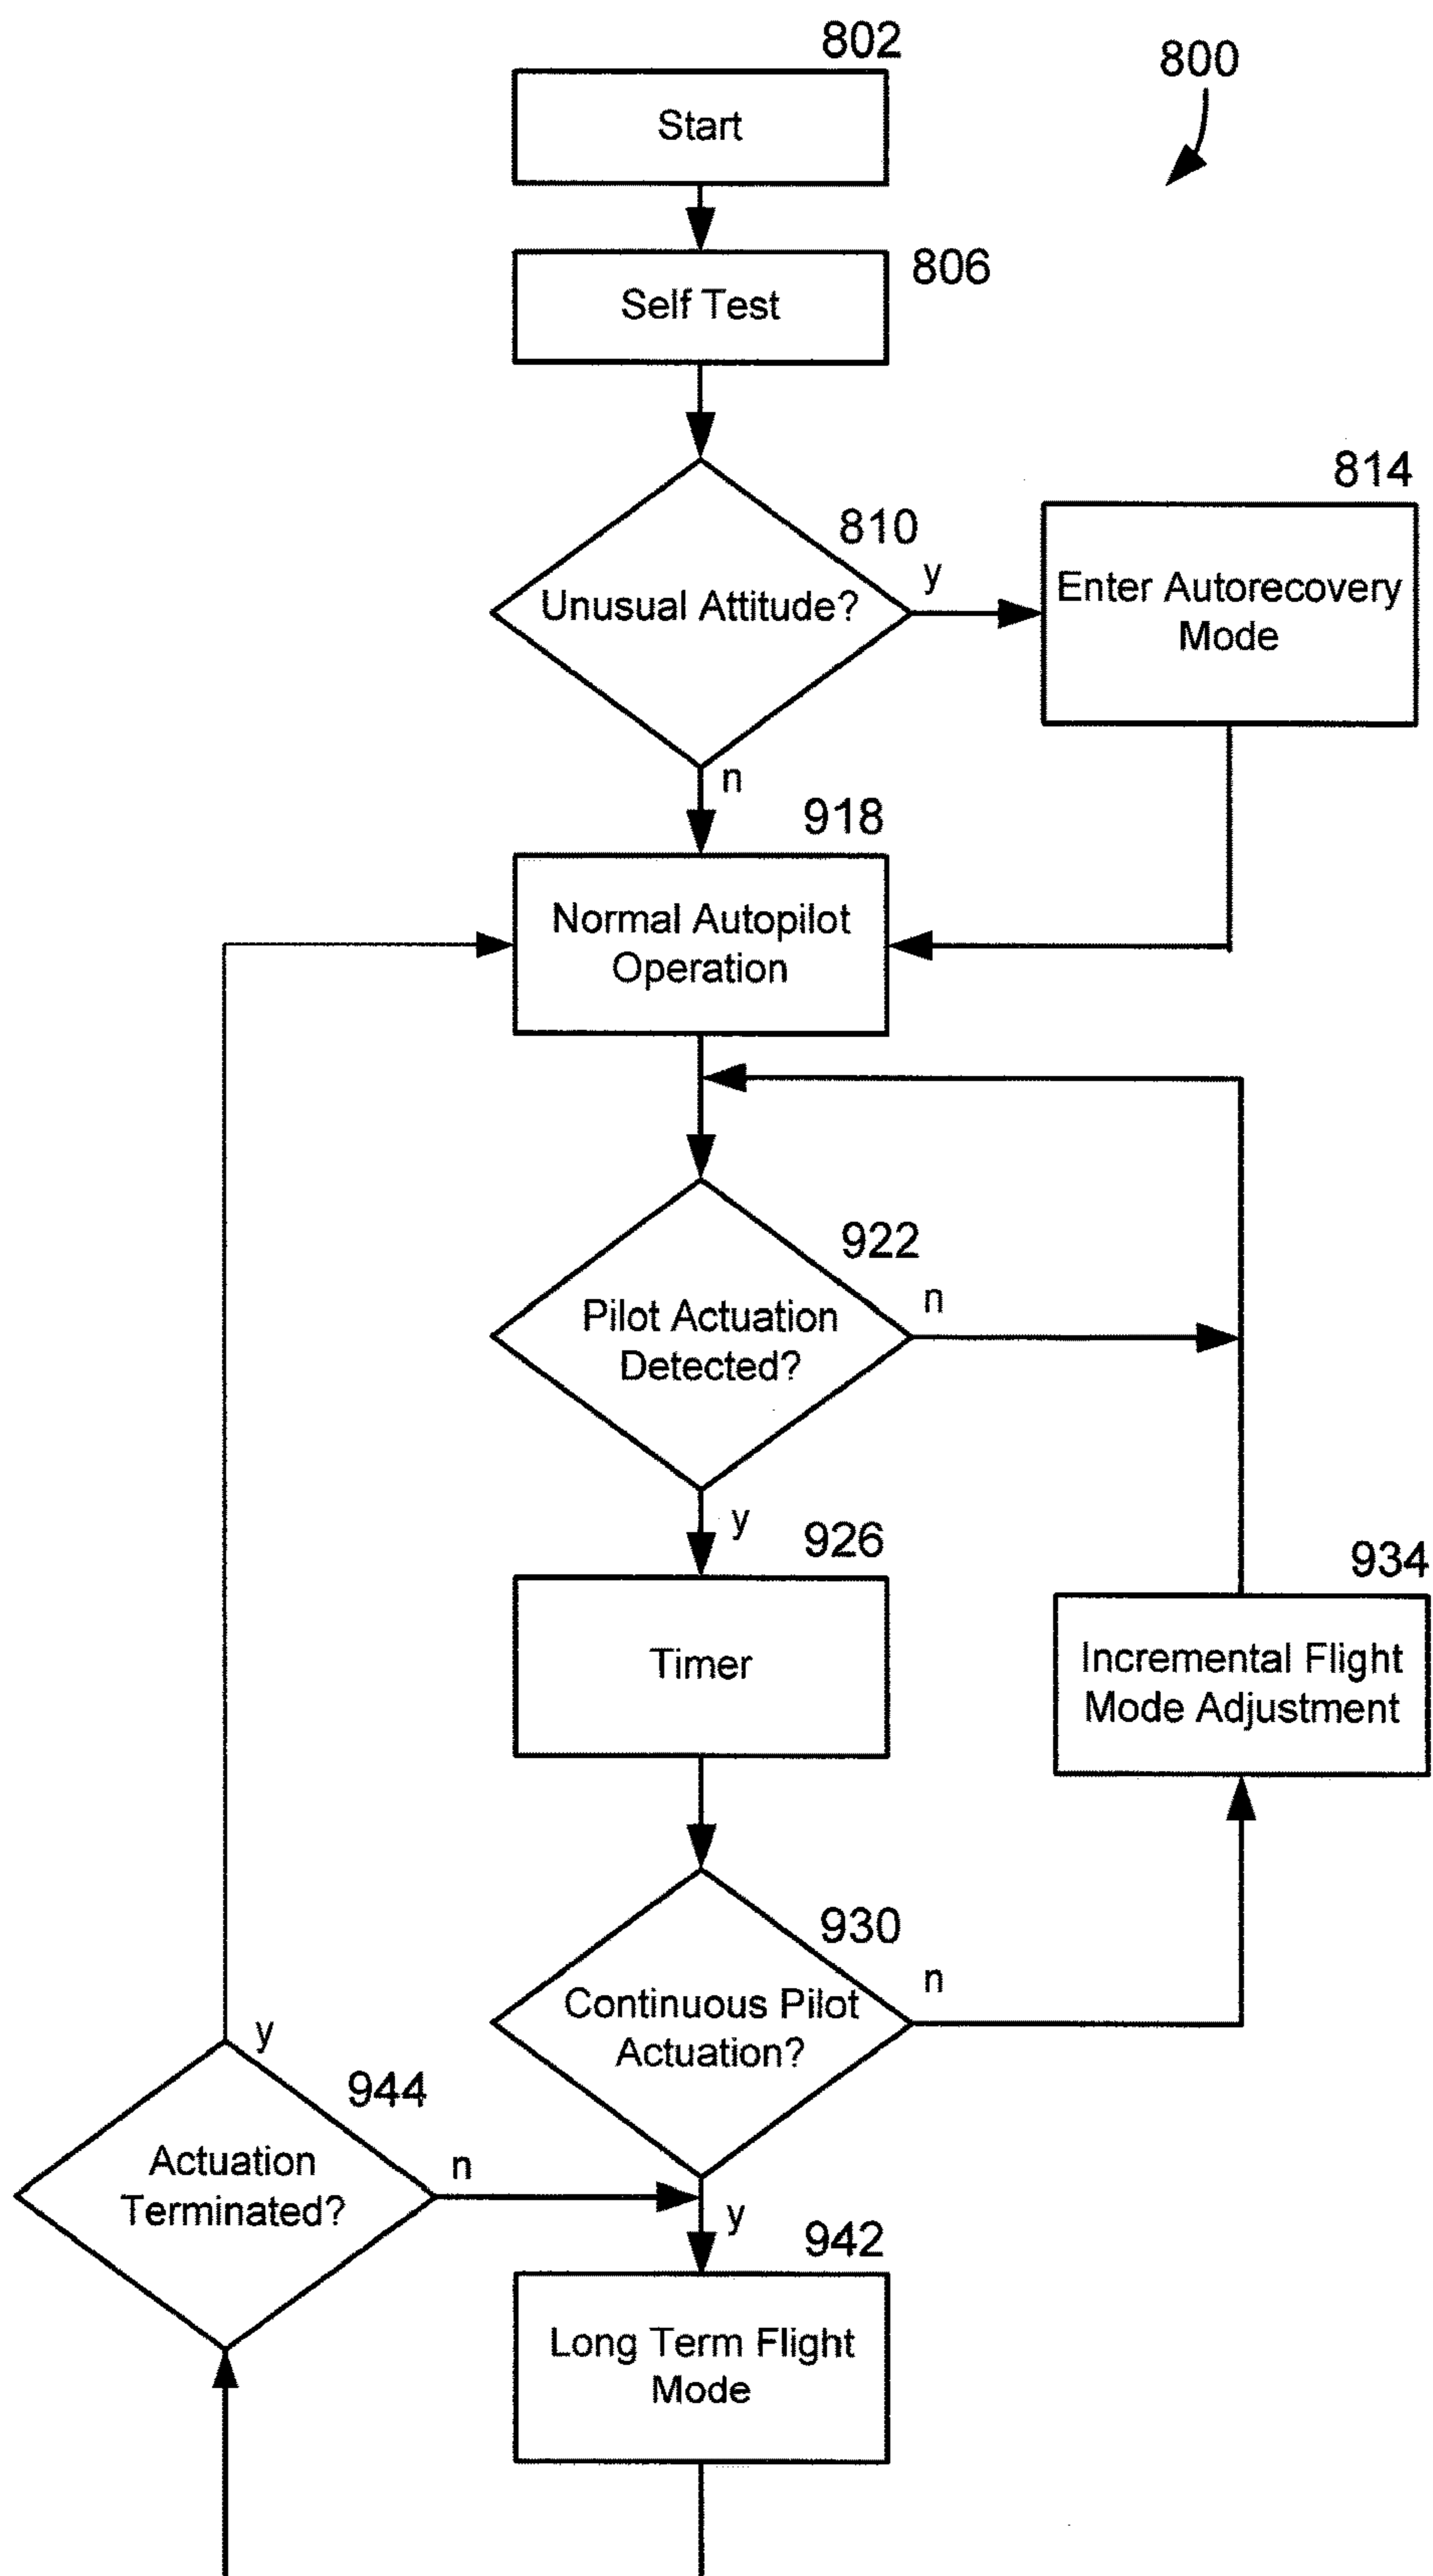 802
800
Start
806
Self Test
814
810
y
Unusual Attitude?
Enter Autorecovery
Mode
n
918
Normal Autopilot
Operation
922
n
Pilot Actuation
Detected?
y
926
934
Timer
Incremental Flight
Mode Adjustment
930
n
Continuous Pilot
Actuation?
y
944
Actuation
Terminated?
n
y
942
Long Term Flight
Mode